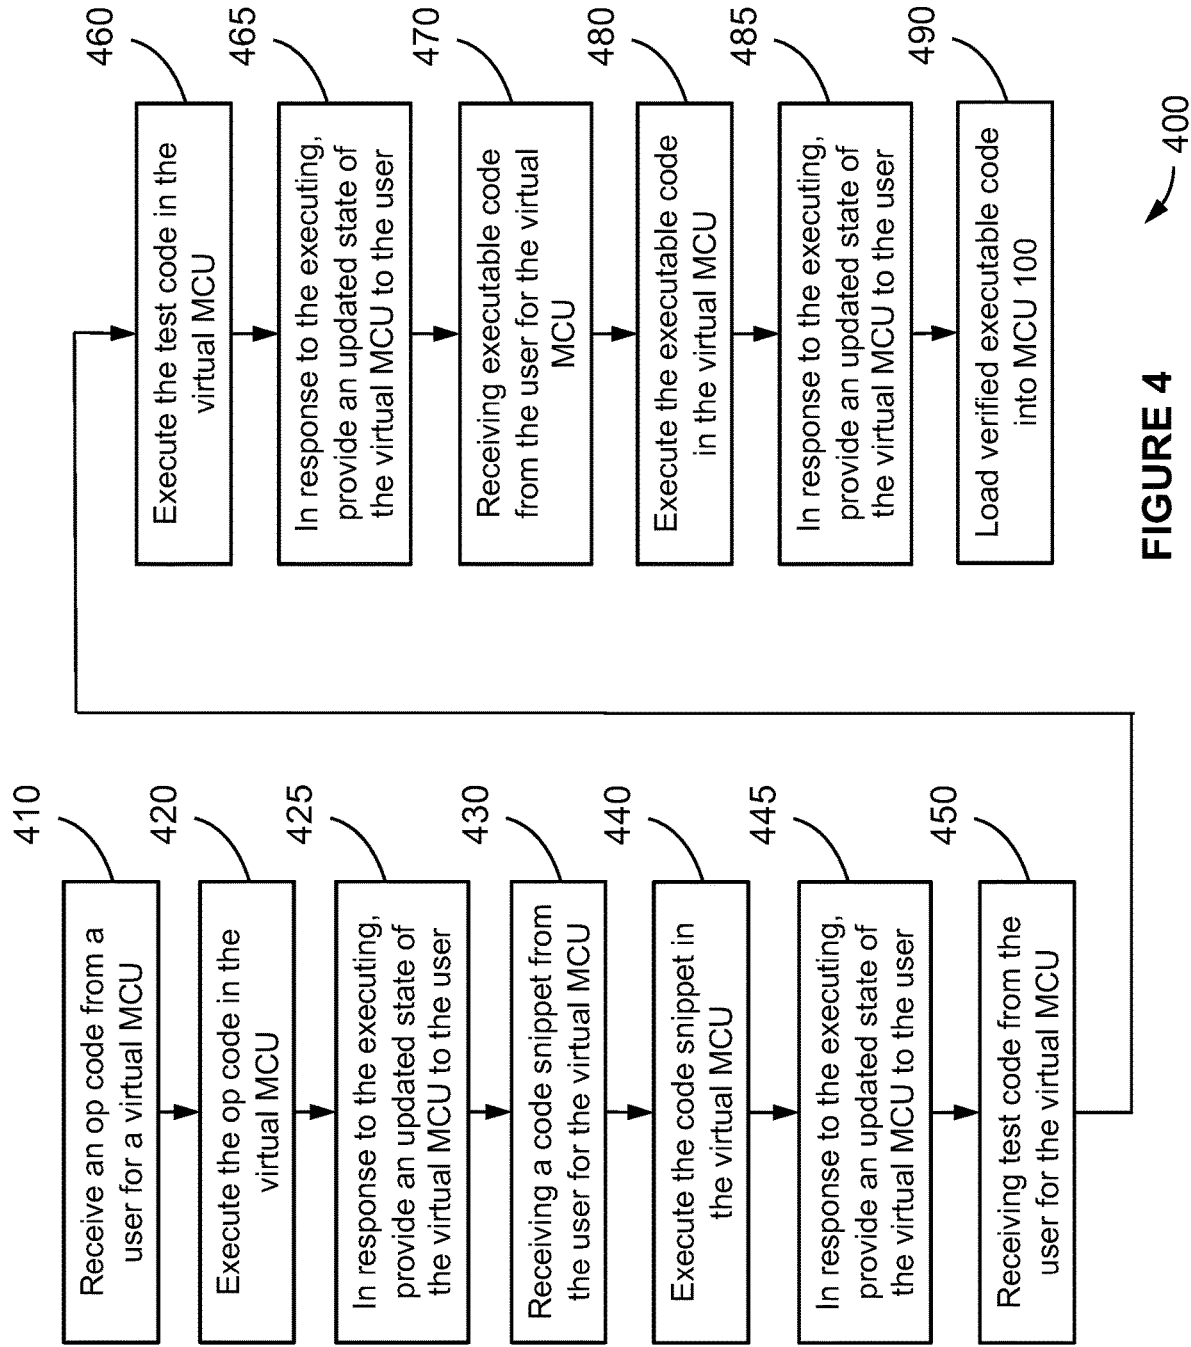 410
Receive an op code from a
user for a virtual MCU
420
Execute the op code in the
virtual MCU
425
In response to the executing,
provide an updated state of
the virtual MCU to the user
430
Receiving a code snippet from
the user for the virtual MCU
440
Execute the code snippet in
the virtual MCU
445
In response to the executing,
provide an updated state of
the virtual MCU to the user
450
Receiving test code from the
user for the virtual MCU
460
Execute the test code in the
virtual MCU
465
In response to the executing,
provide an updated state of
the virtual MCU to the user
470
Receiving executable code
from the user for the virtual
MCU
480
Execute the executable code
in the virtual MCU
485
In response to the executing,
provide an updated state of
the virtual MCU to the user
490
Load verified executable code
into MCU 100
400
FIGURE 4